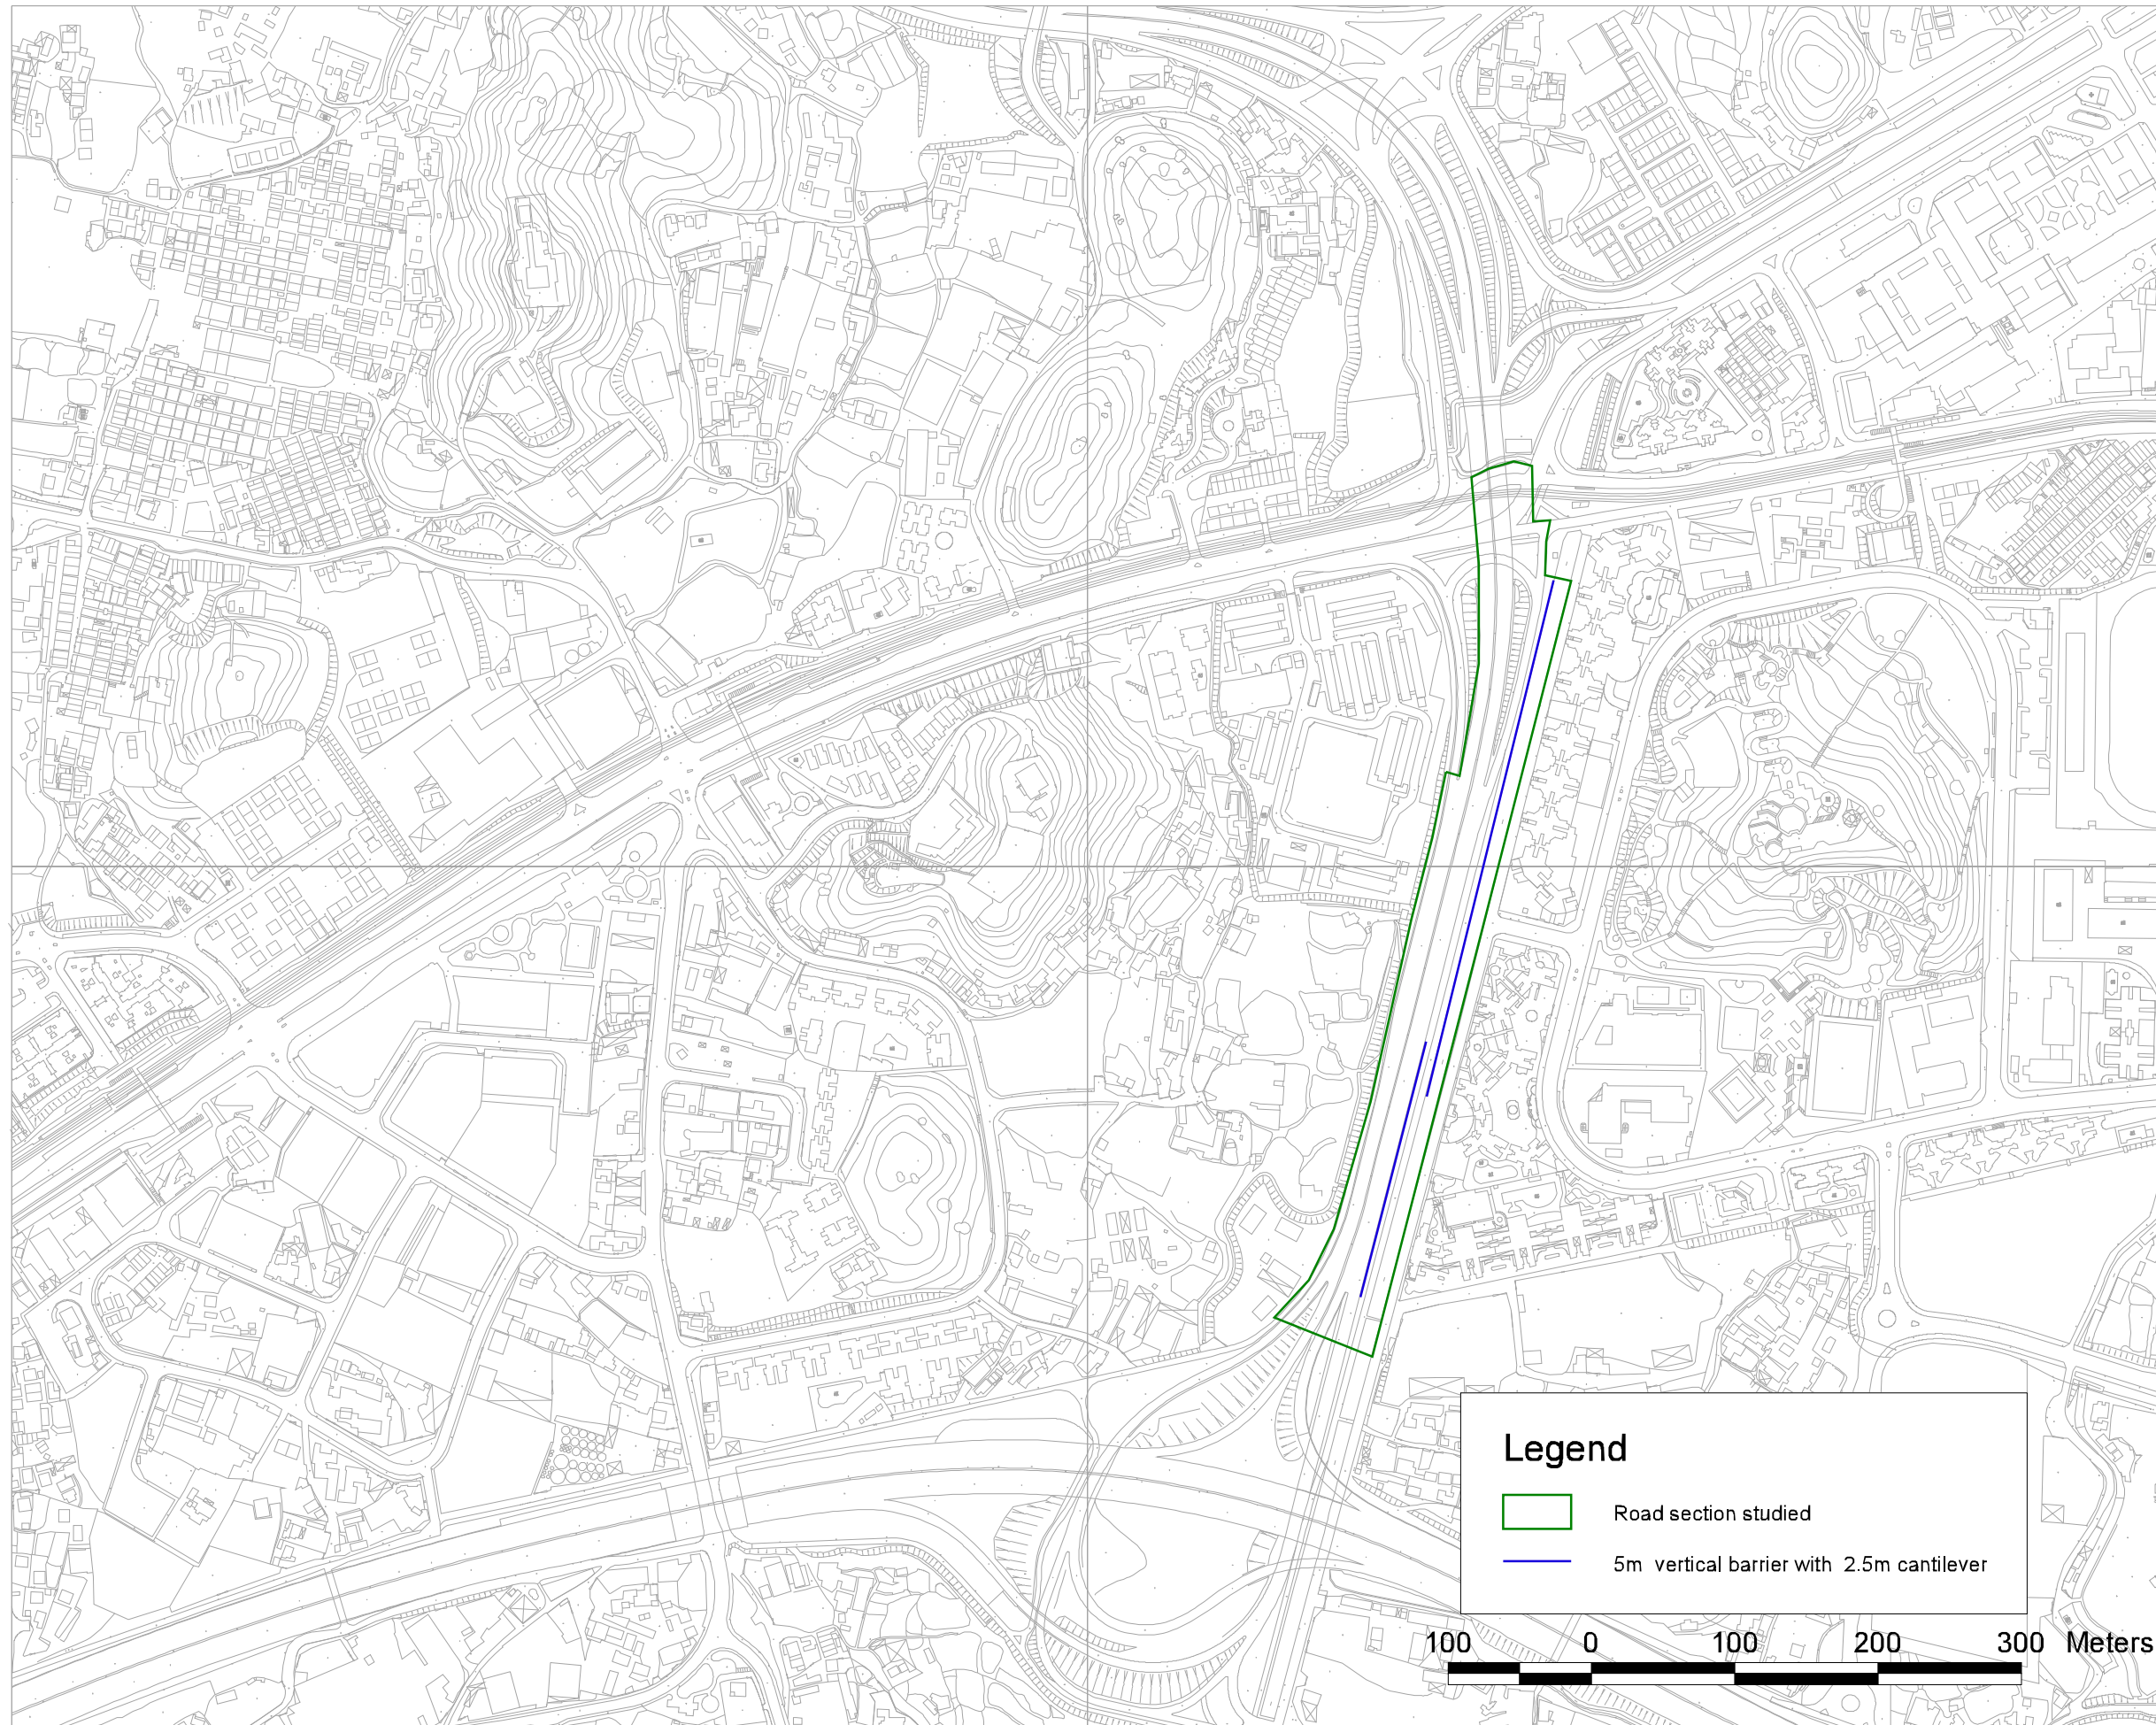 Legend
Road section studied
5m vertical barrier with 2.5m cantilever
100 0 100 200 300 Meters